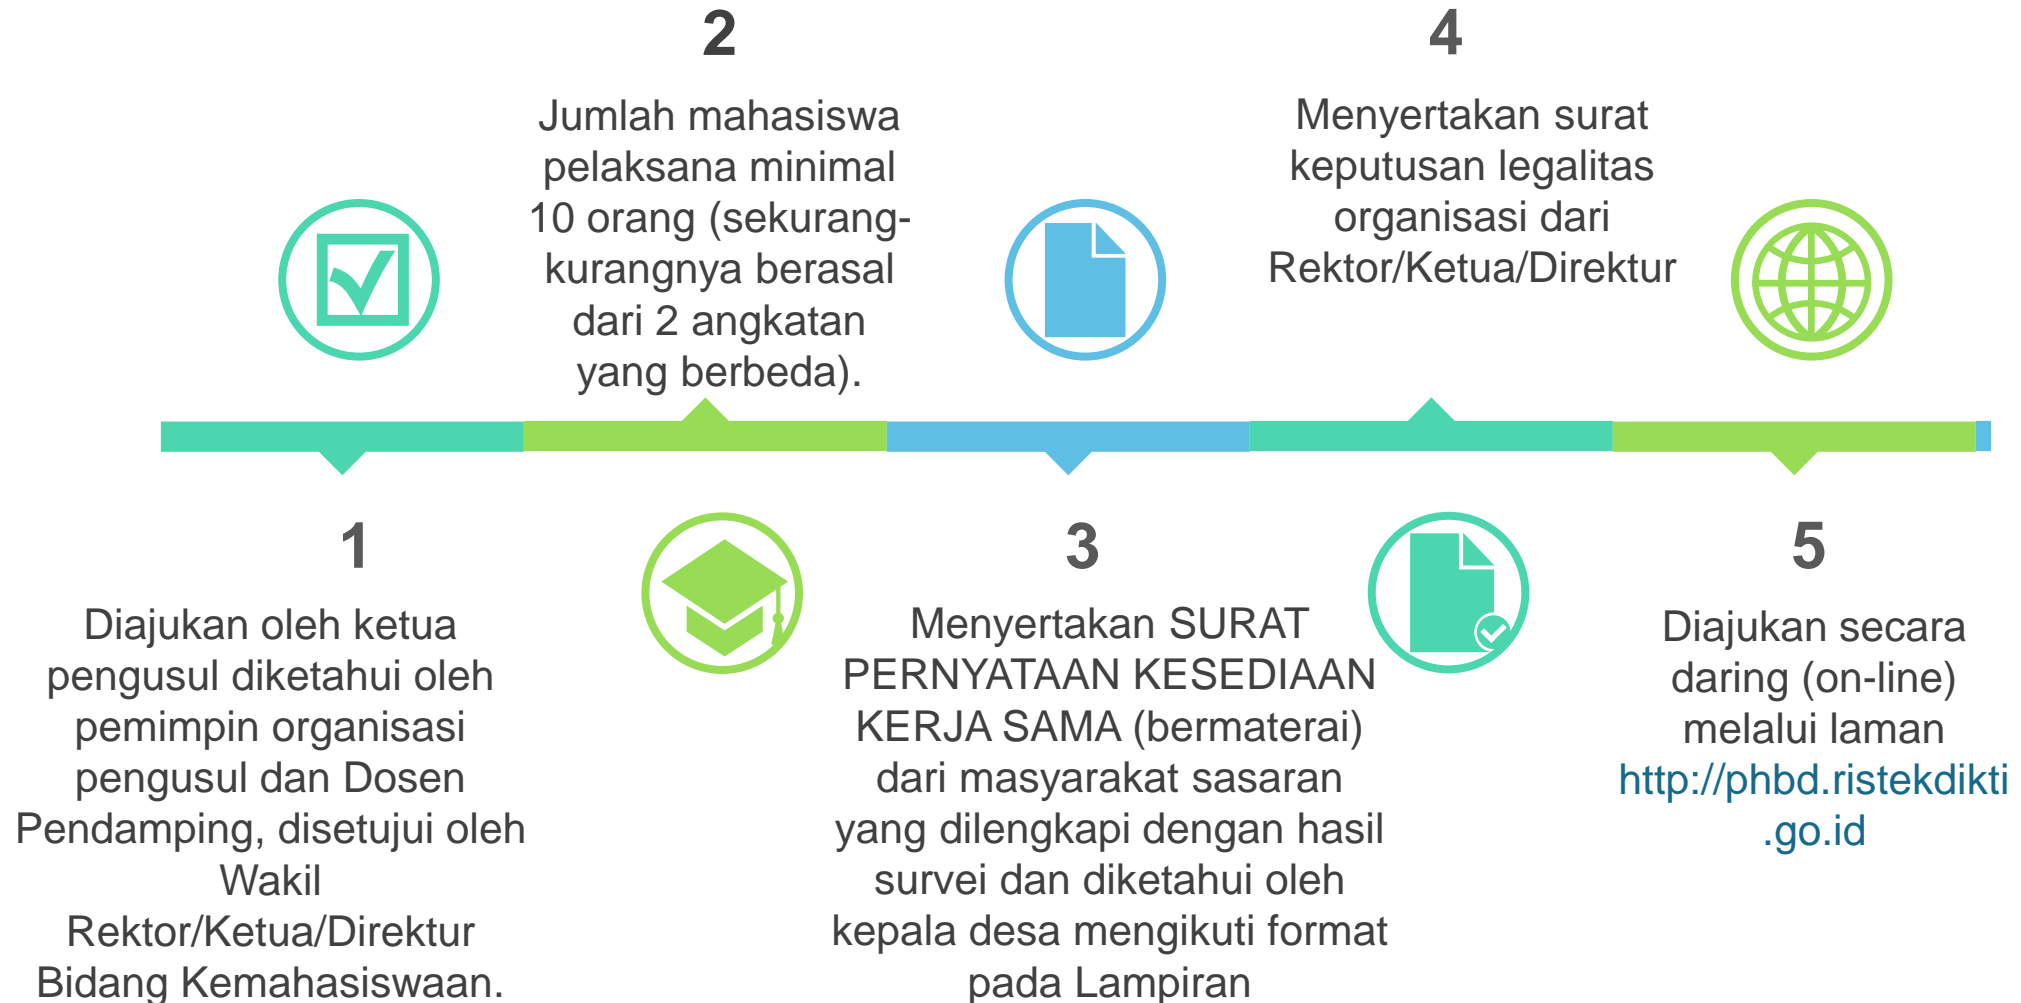 1
Diajukan oleh ketua
pengusul diketahui oleh
pemimpin organisasi
pengusul dan Dosen
Pendamping, disetujui oleh
Wakil
Rektor/Ketua/Direktur
Bidang Kemahasiswaan.
2
Jumlah mahasiswa
pelaksana minimal
10 orang (sekurang-
kurangnya berasal
dari 2 angkatan
yang berbeda).
3
Menyertakan SURAT
PERNYATAAN KESEDIAAN
KERJA SAMA (bermaterai)
dari masyarakat sasaran
yang dilengkapi dengan hasil
survei dan diketahui oleh
kepala desa mengikuti format
pada Lampiran
4
Menyertakan surat
keputusan legalitas
organisasi dari
Rektor/Ketua/Direktur
5
Diajukan secara
daring (on-line)
melalui laman
http://phbd.ristekdikti
.go.id